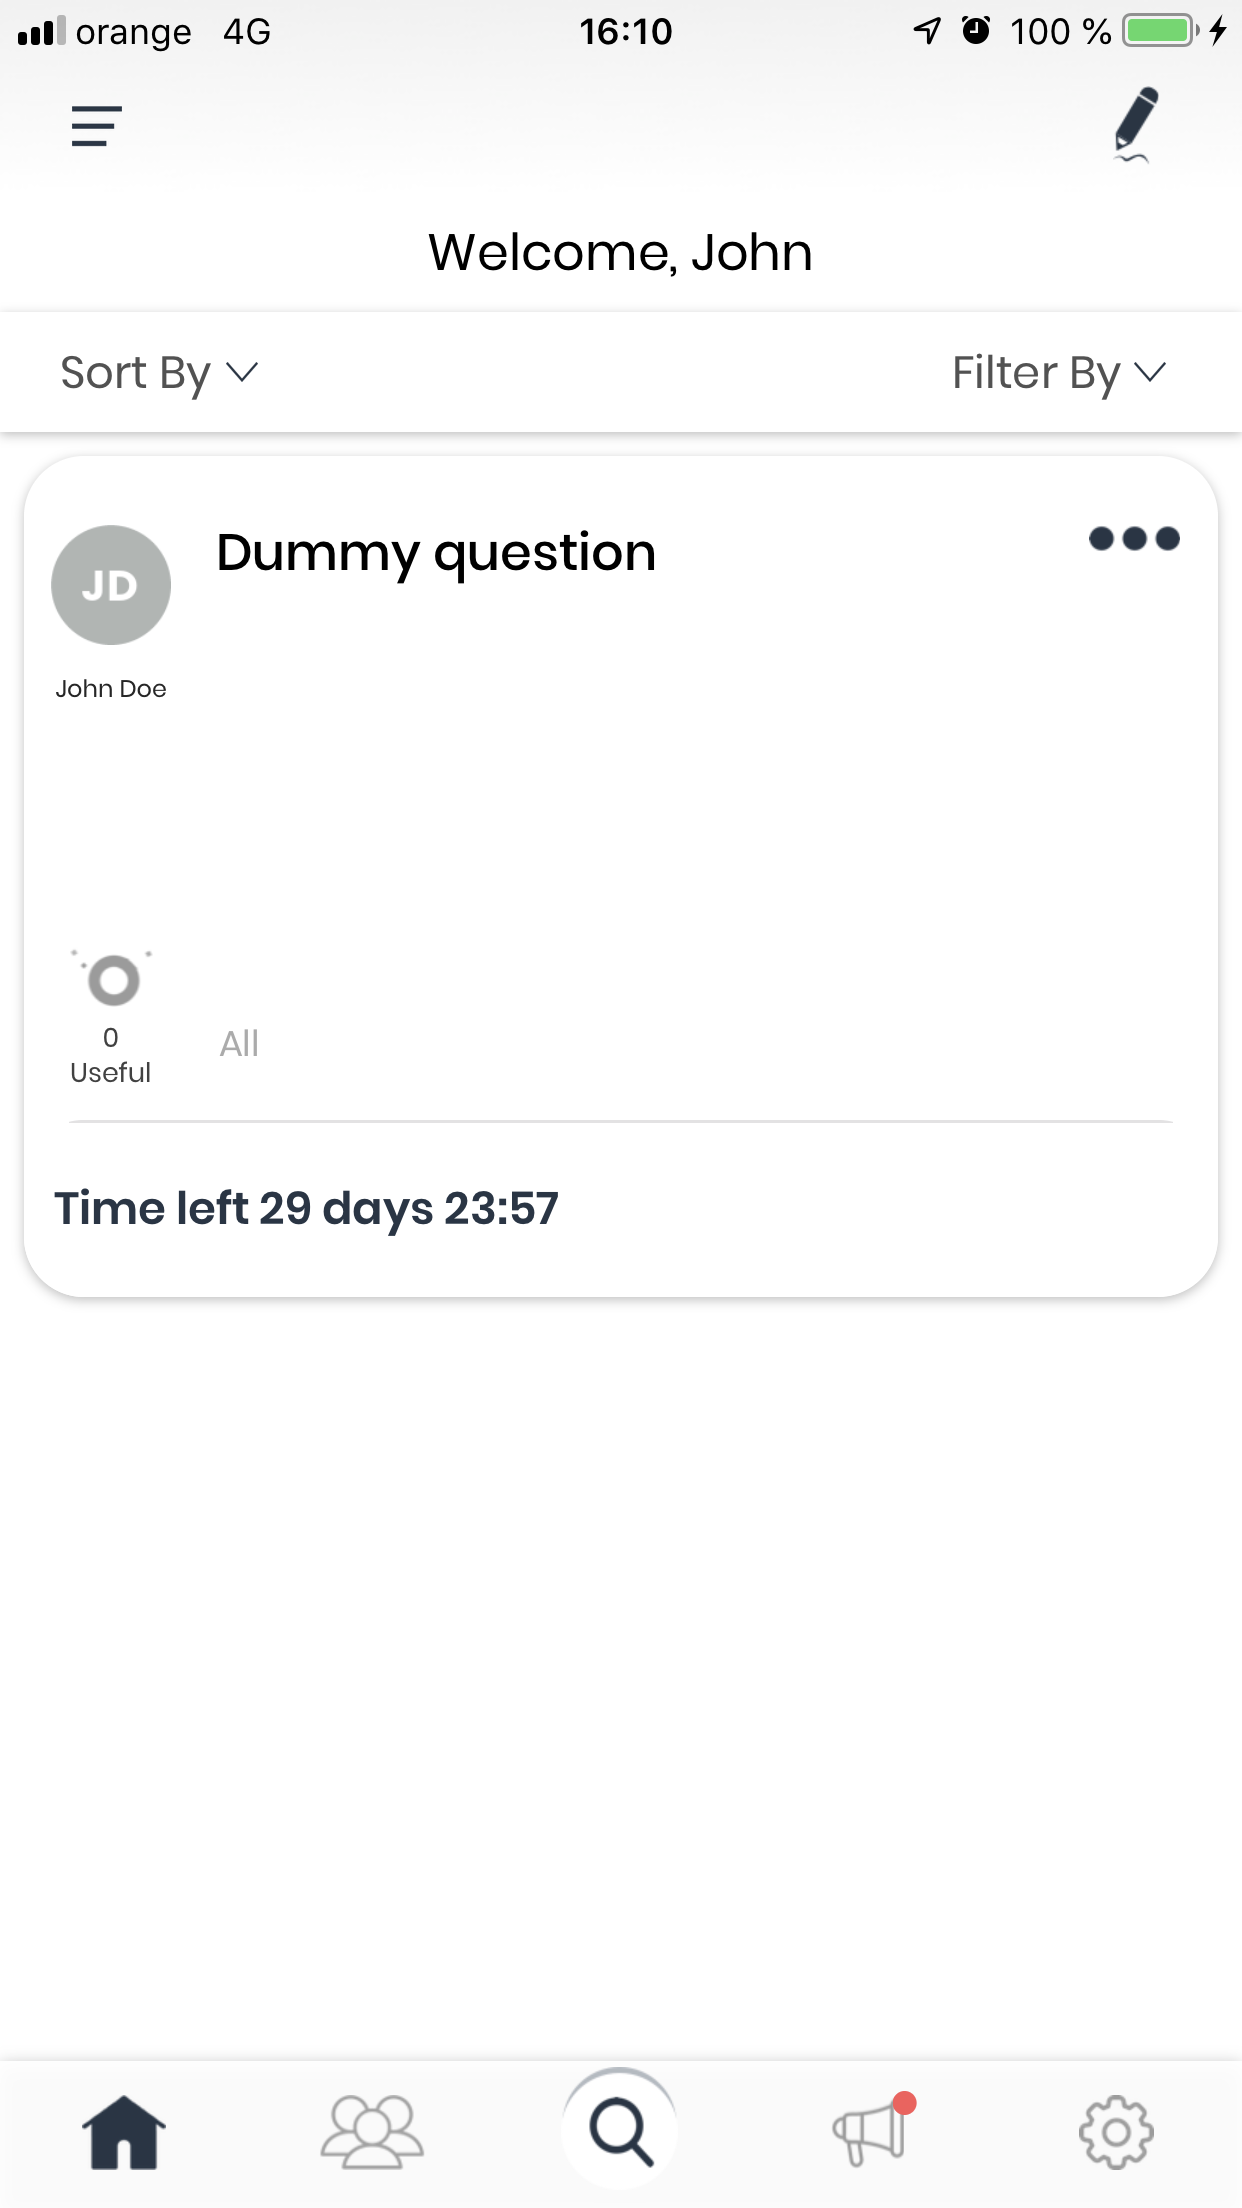 orange 4G 16:10 100 %
Welcome, John
Sort By Filter By
JD Dummy question
John Doe
0
Useful
All
Time left 29 days 23:57